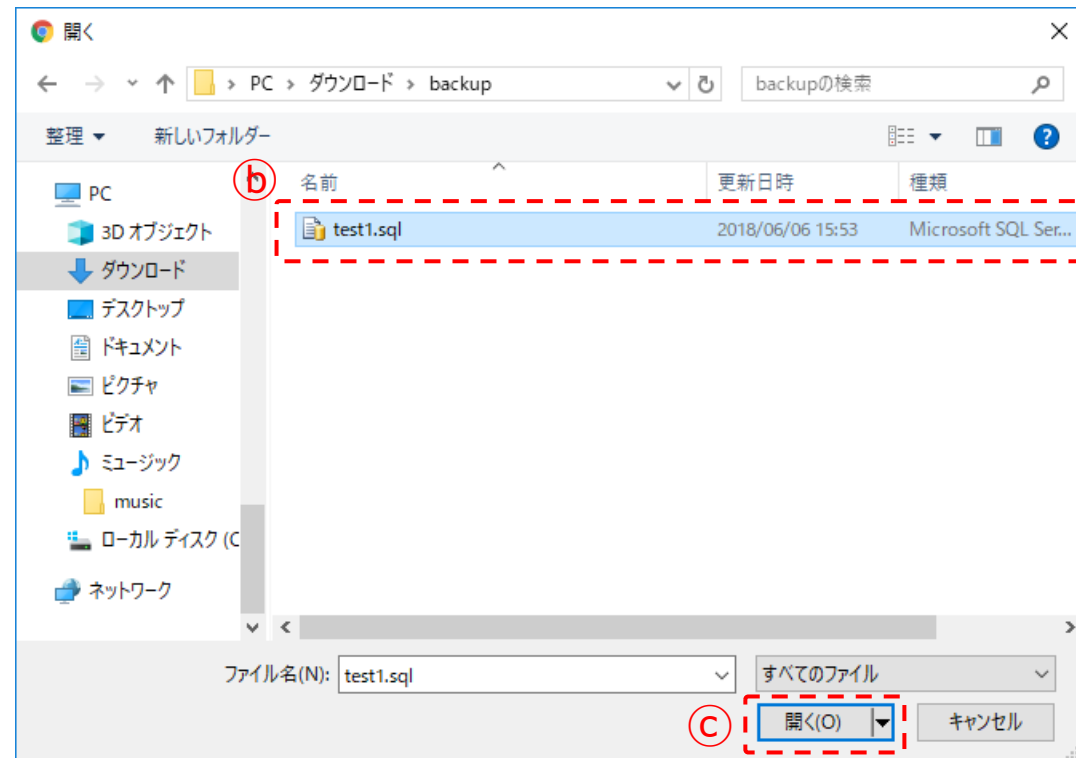 開く
PC > ダウンロード > backup
backupの検索
整理
新しいフォルダー
ⓑ
名前
更新日時
種類
test1.sql
2018/06/06 15:53
Microsoft SQL Ser...
PC
3D オブジェクト
ダウンロード
デスクトップ
ドキュメント
ピクチャ
ビデオ
ミュージック
music
ローカル ディスク (C
ネットワーク
ファイル名(N):
test1.sql
すべてのファイル
ⓒ
開く(O)
キャンセル